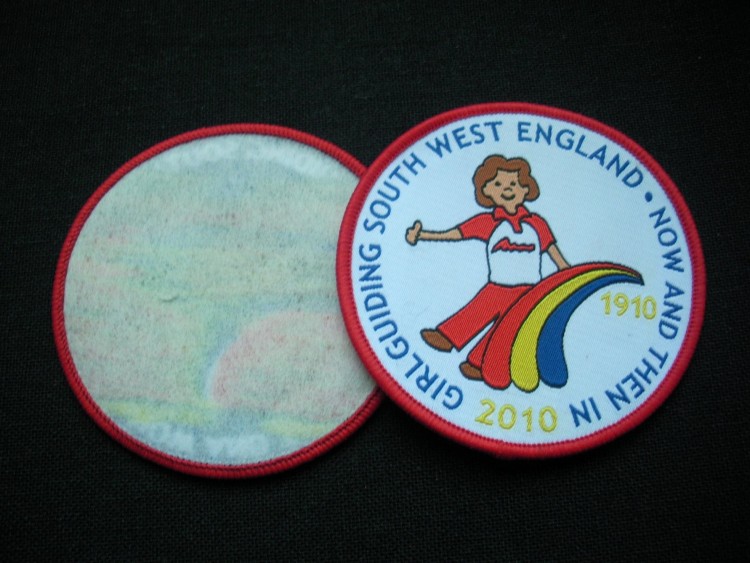 GIRLGUIDING SOUTH WEST ENGLAND • NOW AND THEN IN
1910
2010